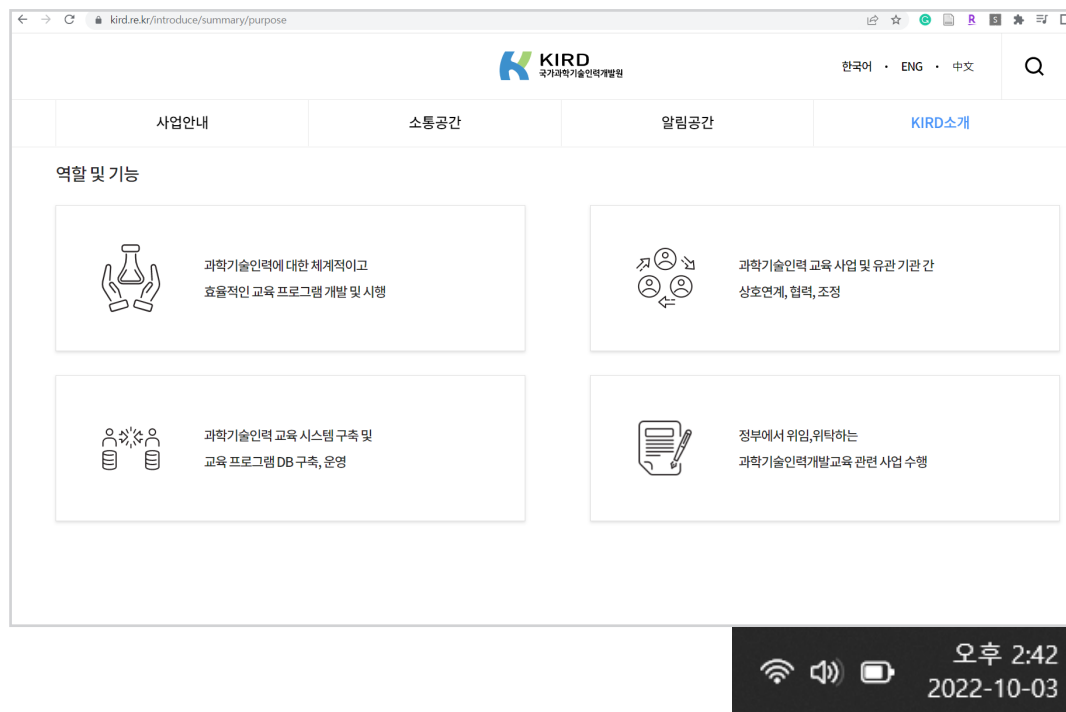 kird.re.kr/introduce/summary/purpose
KIRD
국가과학기술인력개발원
한국어 · ENG · 中文
사업안내
소통공간
알림공간
KIRD소개
역할 및 기능
과학기술인력에 대한 체계적이고
효율적인 교육 프로그램 개발 및 시행
과학기술인력 교육 사업 및 유관 기관 간
상호연계, 협력, 조정
과학기술인력 교육 시스템 구축 및
교육 프로그램 DB 구축, 운영
정부에서 위임,위탁하는
과학기술인력개발교육 관련 사업 수행
오후 2:42
2022-10-03